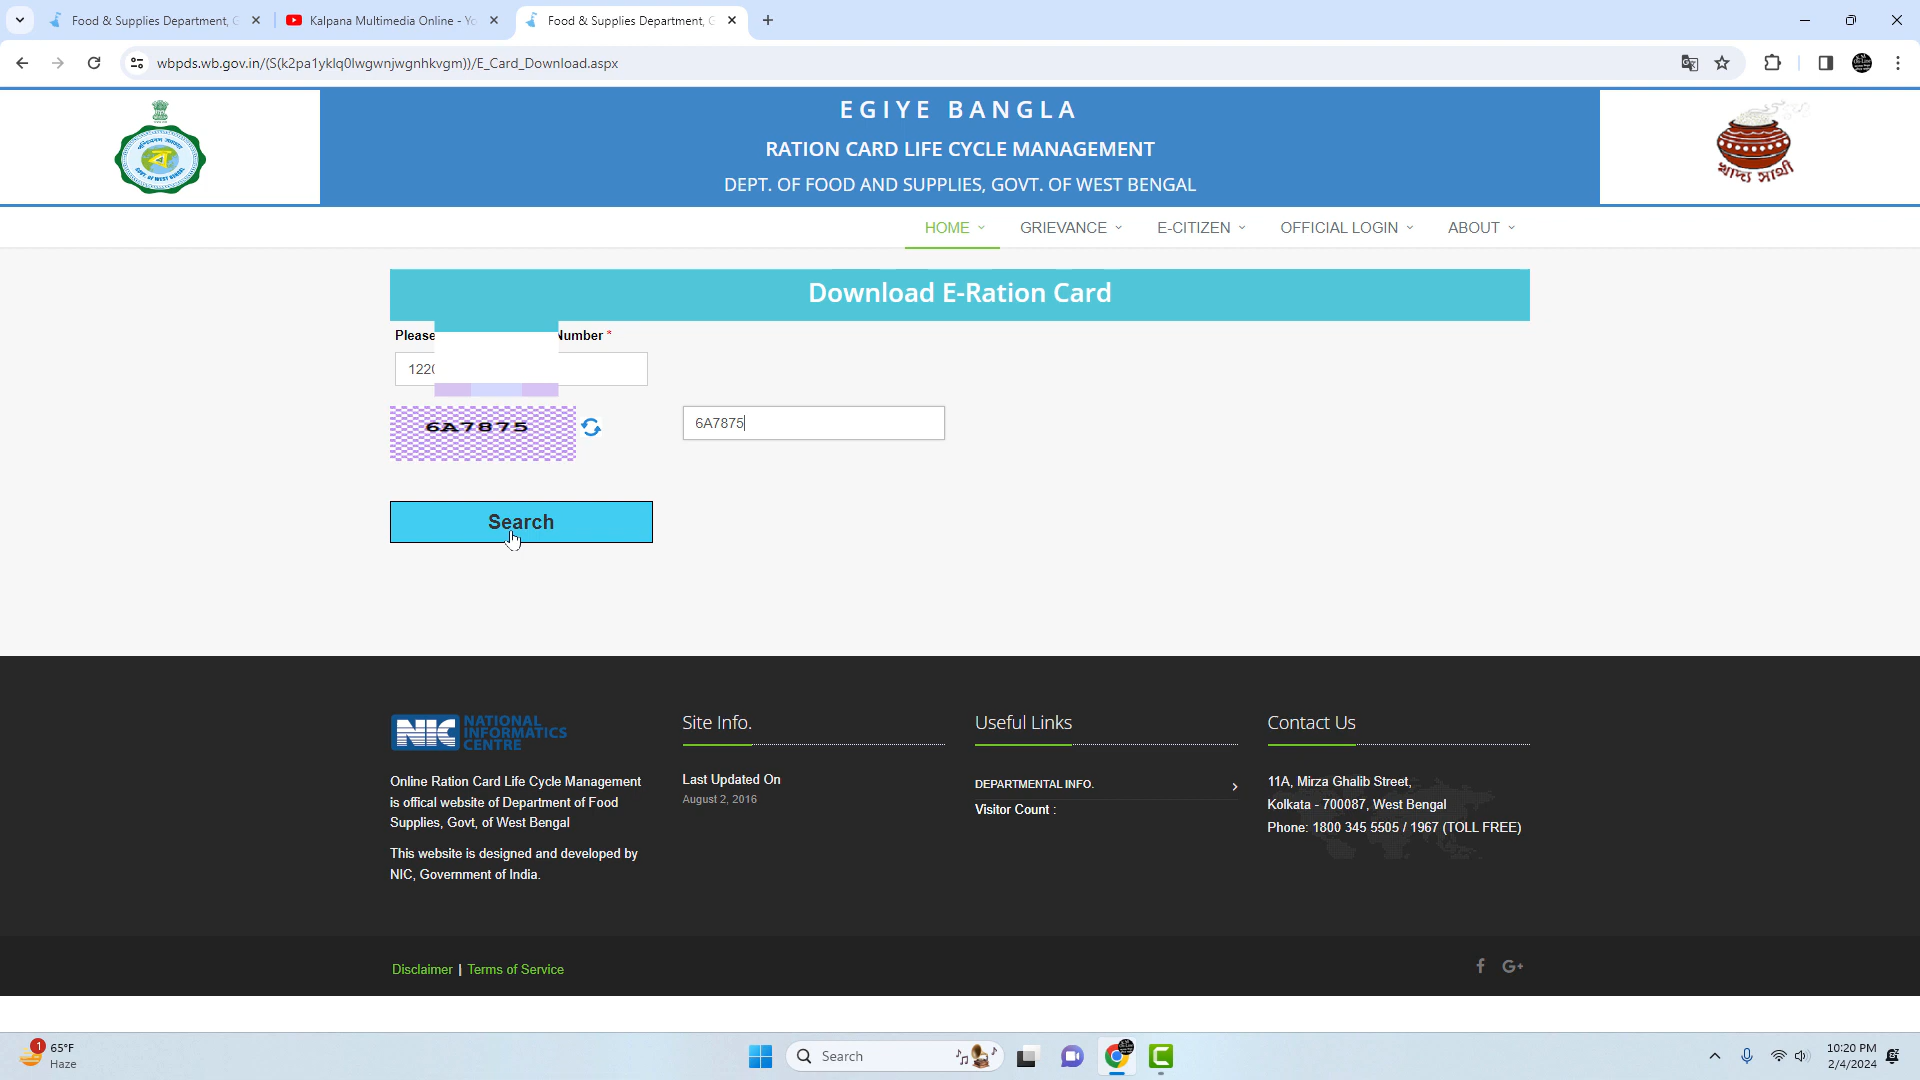 Food & Supplies Department, G
Kalpana Multimedia Online - Yo
Food & Supplies Department, G
wbpds.wb.gov.in/(S(k2pa1yklq0lwgwnjwgnhkvgm))/E_Card_Download.aspx
EGIYE BANGLA
RATION CARD LIFE CYCLE MANAGEMENT
DEPT. OF FOOD AND SUPPLIES, GOVT. OF WEST BENGAL
খাদ্য সাথী
HOME
GRIEVANCE
E-CITIZEN
OFFICIAL LOGIN
ABOUT
Download E-Ration Card
Please Number *
1220
6A7875
6A7875
Search
NIC NATIONAL INFORMATICS CENTRE
Online Ration Card Life Cycle Management
is offical website of Department of Food
Supplies, Govt, of West Bengal
This website is designed and developed by
NIC, Government of India.
Site Info.
Last Updated On
August 2, 2016
Useful Links
DEPARTMENTAL INFO.
Visitor Count :
Contact Us
11A, Mirza Ghalib Street,
Kolkata - 700087, West Bengal
Phone: 1800 345 5505 / 1967 (TOLL FREE)
Disclaimer | Terms of Service
f G+
1
65°F
Haze
Search
10:20 PM
2/4/2024